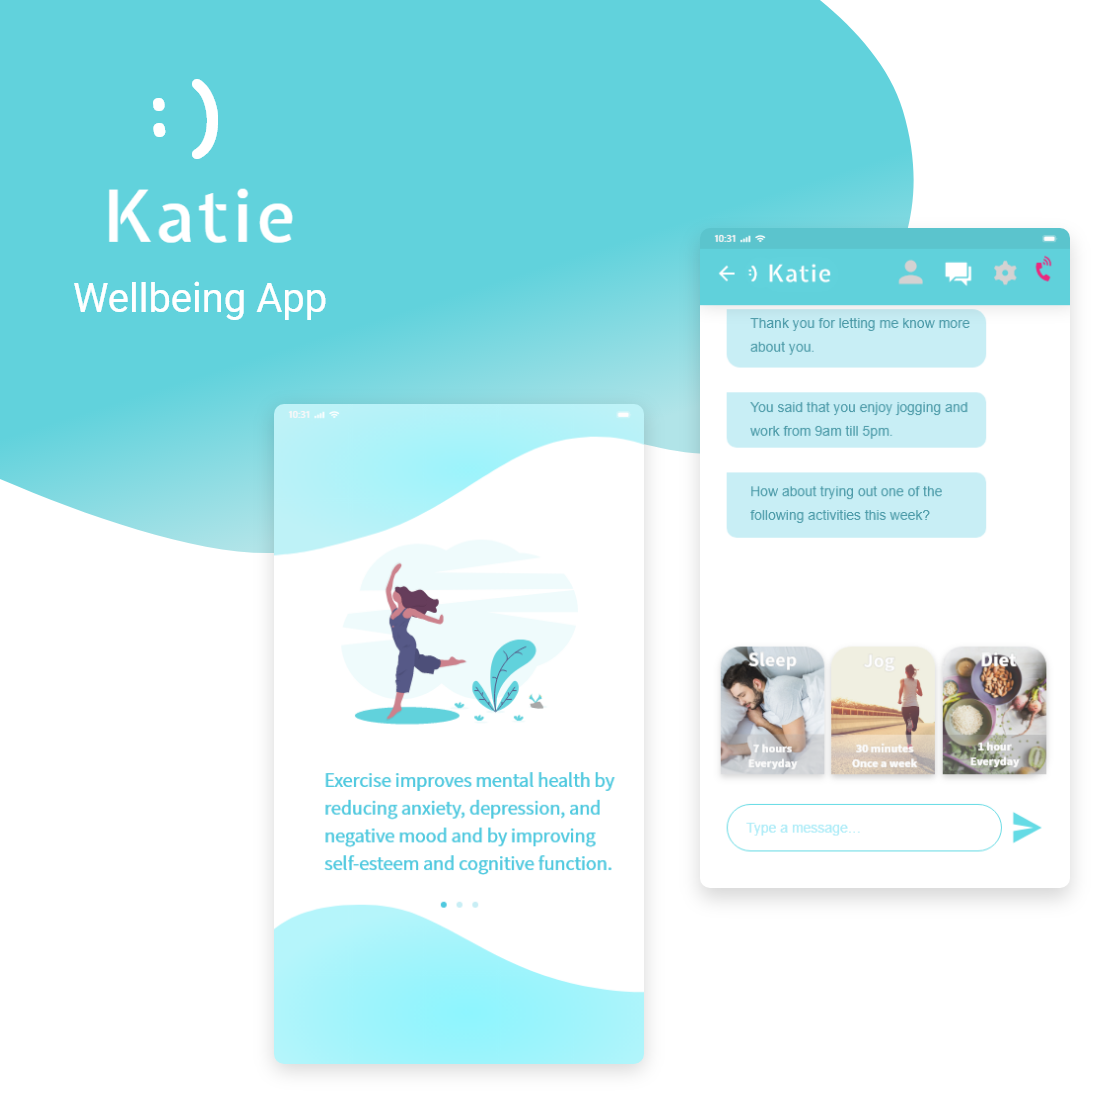 :)
Katie
Wellbeing App
10:31
Exercise improves mental health by
reducing anxiety, depression, and
negative mood and by improving
self-esteem and cognitive function.
10:31
:) Katie
Thank you for letting me know more
about you.
You said that you enjoy jogging and
work from 9am till 5pm.
How about trying out one of the
following activities this week?
Sleep
7 hours
Everyday
Jog
30 minutes
Once a week
Diet
1 hour
Everyday
Type a message...